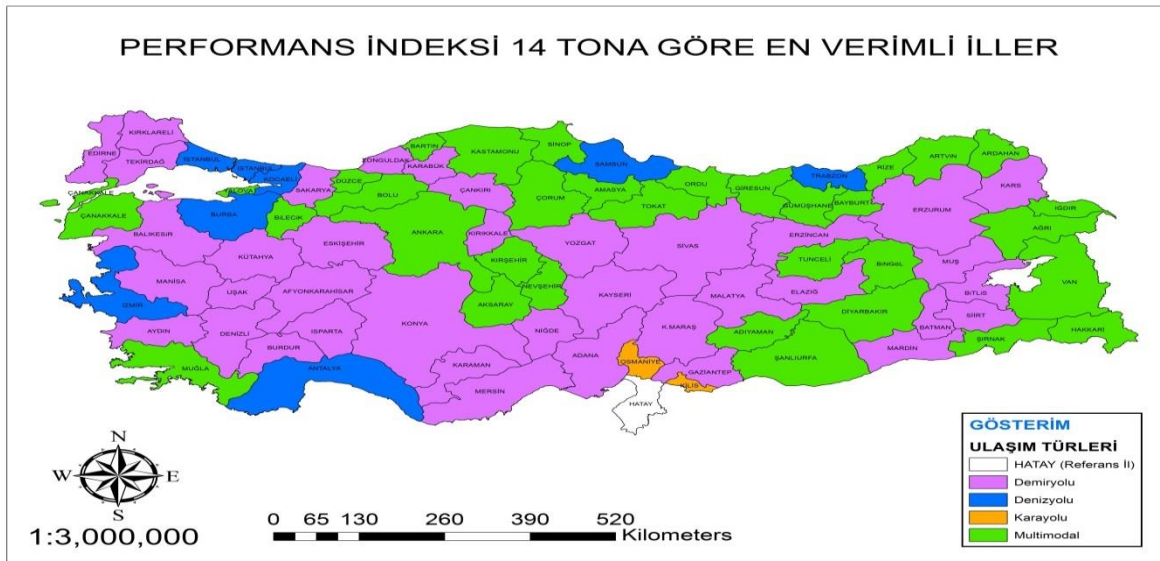 PERFORMANS İNDEKSİ 14 TONA GÖRE EN VERİMLİ İLLER
KIRKLARELİ
EDİRNE
TEKİRDAĞ
İSTANBUL
İSTANBUL
KOCAELİ
YALOVA
SAKARYA
DÜZCE
ZONGULDAK
BARTIN
KARABÜK
KASTAMONU
SİNOP
SAMSUN
ORDU
GİRESUN
TRABZON
RİZE
ARTVİN
ARDAHAN
KARS
IĞDIR
AĞRI
ÇANAKKALE
ÇANAKKALE
BALIKESİR
BURSA
BİLECİK
BOLU
ÇANKIRI
ÇORUM
AMASYA
TOKAT
GÜMÜŞHANE
BAYBURT
ERZURUM
ERZİNCAN
KÜTAHYA
ESKİŞEHİR
ANKARA
KIRIKKALE
KIRŞEHİR
YOZGAT
SİVAS
TUNCELİ
BİNGÖL
MUŞ
BİTLİS
VAN
İZMİR
MANİSA
UŞAK
AFYONKARAHİSAR
AKSARAY
NEVŞEHİR
KAYSERİ
MALATYA
ELAZIĞ
DİYARBAKIR
BATMAN
SİİRT
HAKKARİ
ŞIRNAK
MARDİN
AYDIN
DENİZLİ
ISPARTA
BURDUR
KONYA
NİĞDE
K.MARAŞ
ADIYAMAN
ŞANLIURFA
MUĞLA
ANTALYA
KARAMAN
MERSİN
ADANA
OSMANİYE
GAZİANTEP
KİLİS
HATAY
N
W
E
S
1:3,000,000
0 65 130 260 390 520
Kilometers
GÖSTERİM
ULAŞIM TÜRLERİ
HATAY (Referans İl)
Demiryolu
Denizyolu
Karayolu
Multimodal